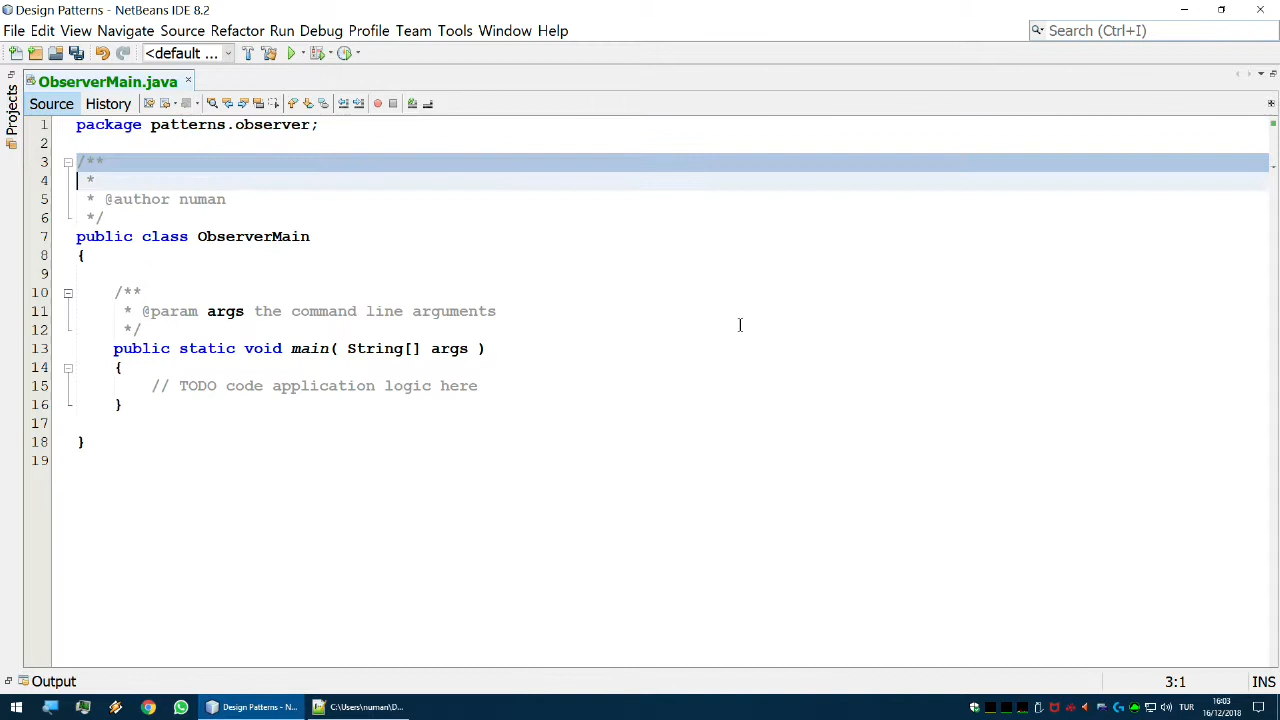 Design Patterns - NetBeans IDE 8.2
File Edit View Navigate Source Refactor Run Debug Profile Team Tools Window Help
Search (Ctrl+I)
<default ...
ObserverMain.java
Projects
Source History
1 package patterns.observer;
2
3 /**
4 *
5 * @author numan
6 */
7 public class ObserverMain
8 {
9
10 /**
11 * @param args the command line arguments
12 */
13 public static void main( String[] args )
14 {
15 // TODO code application logic here
16 }
17
18 }
19
Output
3:1 INS
Design Patterns - N... C:\Users\numan\D... TUR
16:03
16/12/2018